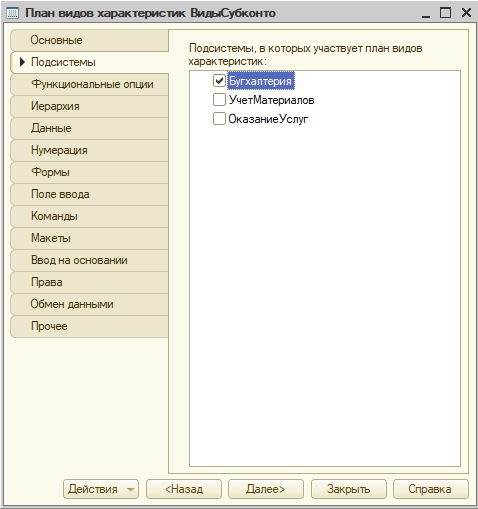 План видов характеристик ВидыСубконто
Основные
Подсистемы
Функциональные опции
Иерархия
Данные
Нумерация
Формы
Поле ввода
Команды
Макеты
Ввод на основании
Права
Обмен данными
Прочее
Подсистемы, в которых участвует план видов
характеристик:
Бухгалтерия
УчетМатериалов
ОказаниеУслуг
Действия
<Назад
Далее>
Закрыть
Справка